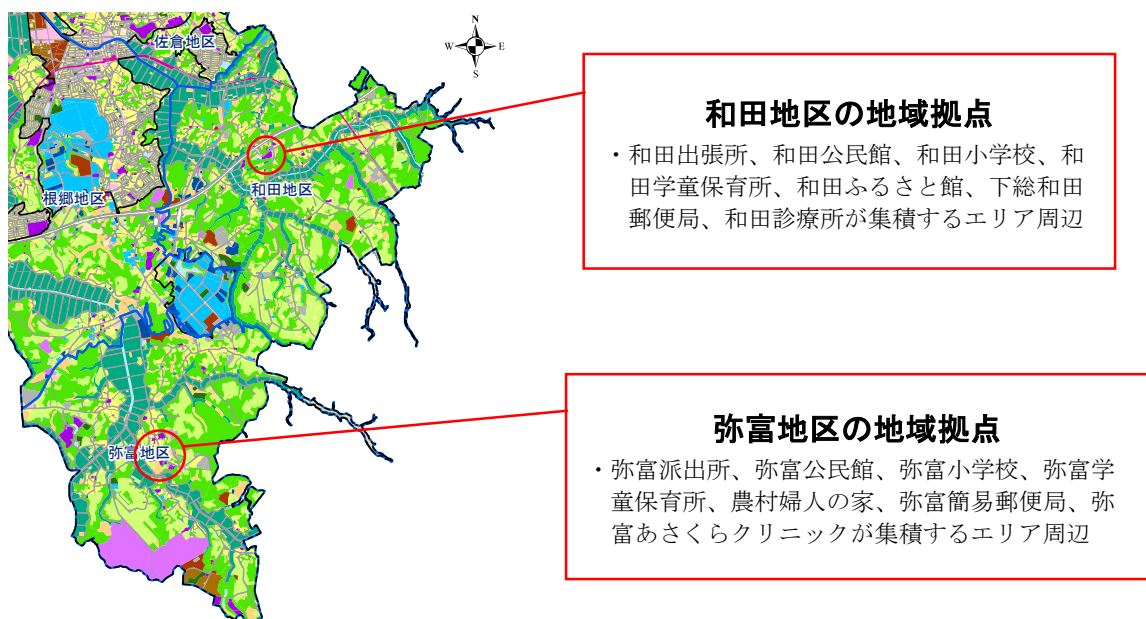 佐倉地区
N
W E
S
和田地区
根郷地区
弥富地区
和田地区の地域拠点
・和田出張所、和田公民館、和田小学校、和
田学童保育所、和田ふるさと館、下総和田
郵便局、和田診療所が集積するエリア周辺
弥富地区の地域拠点
・弥富派出所、弥富公民館、弥富小学校、弥富学
童保育所、農村婦人の家、弥富簡易郵便局、弥
富あさくらクリニックが集積するエリア周辺